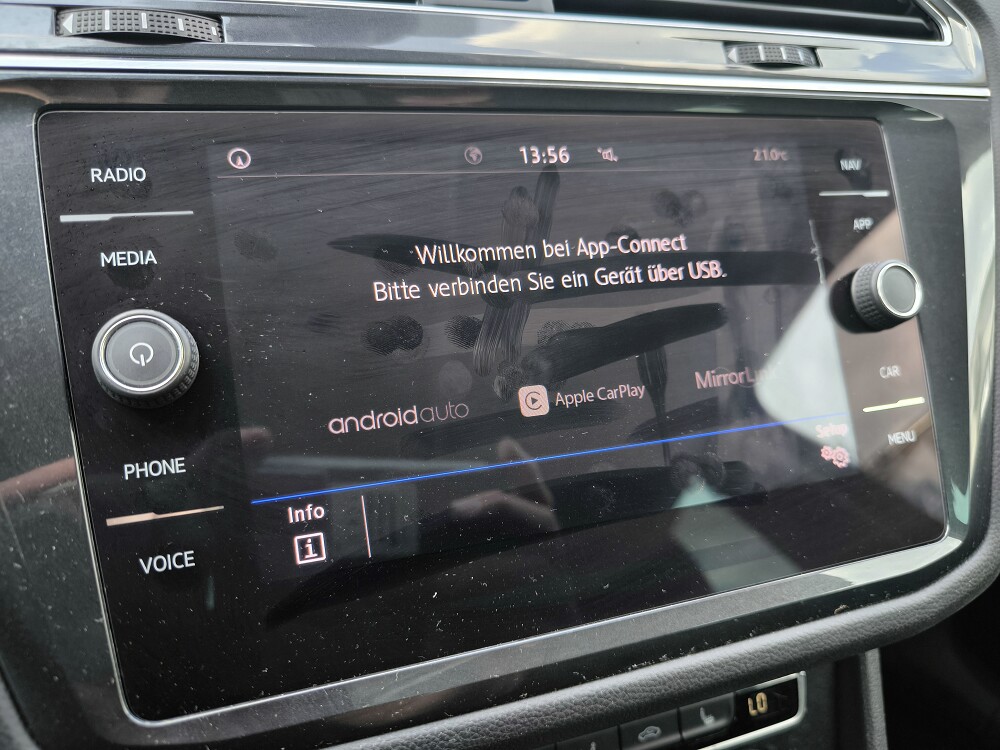 RADIO
MEDIA
PHONE
VOICE
13:56
21.0°C
Willkommen bei App-Connect
Bitte verbinden Sie ein Gerät über USB.
androidauto
Apple CarPlay
MirrorLink
Setup
Info
i
NAV
APP
CAR
MENU
LO